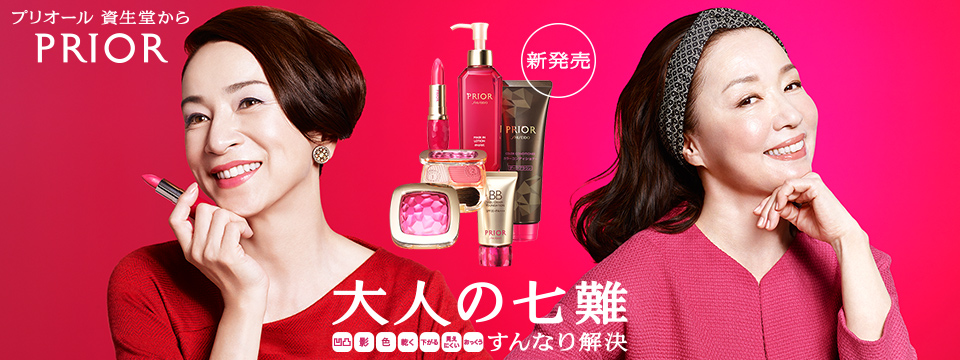 プリオール 資生堂から
PRIOR
新発売
PRIOR
PRIOR
BB
PRIOR
大人の七難
凹凸 影 色 乾く 下がる 見えにくい おっくう すんなり解決